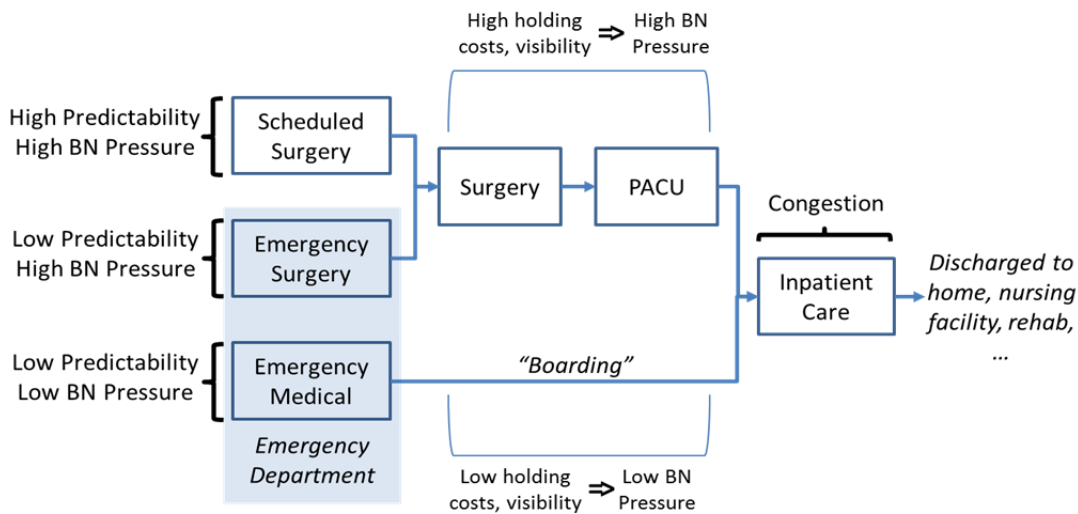 High holding
costs, visibility
⇒
High BN
Pressure
High Predictability
High BN Pressure
Scheduled
Surgery
Surgery
PACU
Low Predictability
High BN Pressure
Emergency
Surgery
Congestion
Inpatient
Care
Discharged to
home, nursing
facility, rehab,
...
Low Predictability
Low BN Pressure
Emergency
Medical
“Boarding”
Emergency
Department
Low holding
costs, visibility
⇒
Low BN
Pressure